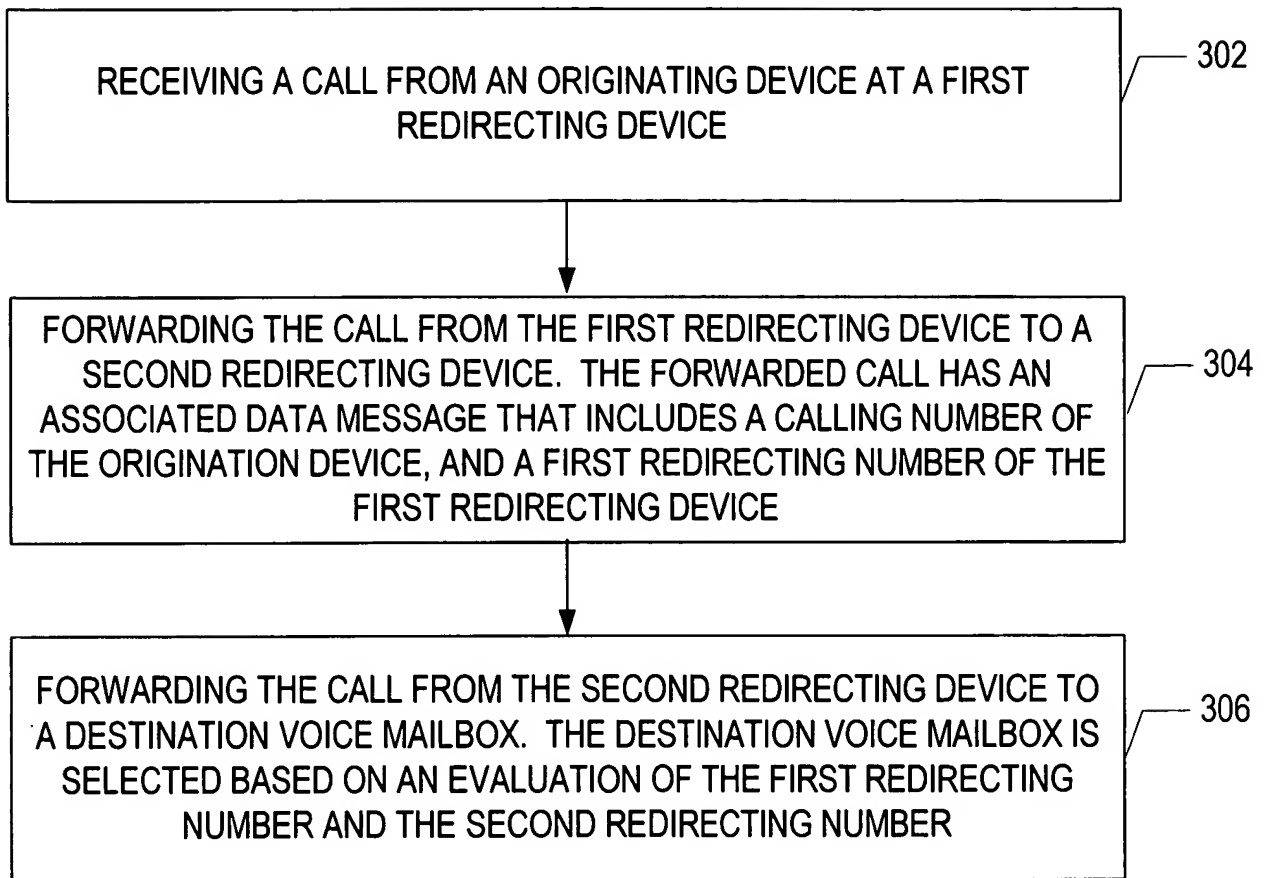 RECEIVING A CALL FROM AN ORIGINATING DEVICE AT A FIRST
REDIRECTING DEVICE
302
FORWARDING THE CALL FROM THE FIRST REDIRECTING DEVICE TO A
SECOND REDIRECTING DEVICE. THE FORWARDED CALL HAS AN
ASSOCIATED DATA MESSAGE THAT INCLUDES A CALLING NUMBER OF
THE ORIGINATION DEVICE, AND A FIRST REDIRECTING NUMBER OF THE
FIRST REDIRECTING DEVICE
304
FORWARDING THE CALL FROM THE SECOND REDIRECTING DEVICE TO
A DESTINATION VOICE MAILBOX. THE DESTINATION VOICE MAILBOX IS
SELECTED BASED ON AN EVALUATION OF THE FIRST REDIRECTING
NUMBER AND THE SECOND REDIRECTING NUMBER
306